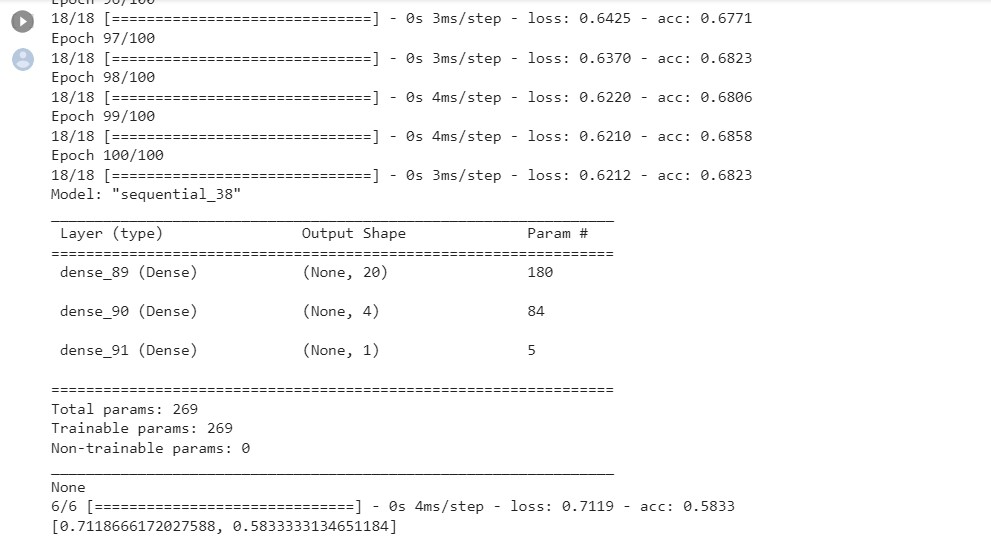 Epoch 96/100
18/18 [==============================] - 0s 3ms/step - loss: 0.6425 - acc: 0.6771
Epoch 97/100
18/18 [==============================] - 0s 3ms/step - loss: 0.6370 - acc: 0.6823
Epoch 98/100
18/18 [==============================] - 0s 4ms/step - loss: 0.6220 - acc: 0.6806
Epoch 99/100
18/18 [==============================] - 0s 4ms/step - loss: 0.6210 - acc: 0.6858
Epoch 100/100
18/18 [==============================] - 0s 3ms/step - loss: 0.6212 - acc: 0.6823
Model: "sequential_38"
_________________________________________________________________
Layer (type) Output Shape Param #
=================================================================
dense_89 (Dense) (None, 20) 180
dense_90 (Dense) (None, 4) 84
dense_91 (Dense) (None, 1) 5
=================================================================
Total params: 269
Trainable params: 269
Non-trainable params: 0
_________________________________________________________________
None
6/6 [==============================] - 0s 4ms/step - loss: 0.7119 - acc: 0.5833
[0.7118666172027588, 0.5833333134651184]